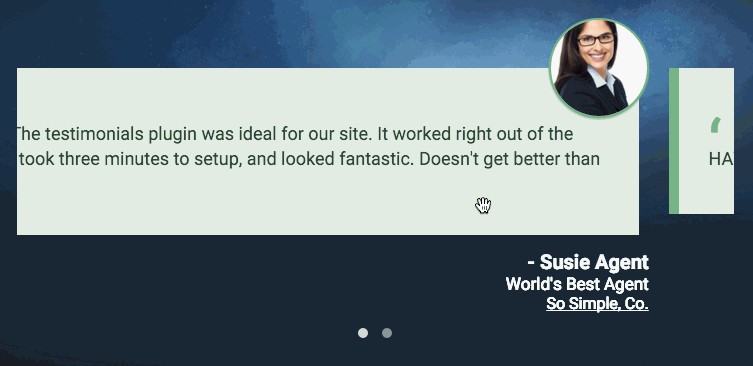 The testimonials plugin was ideal for our site. It worked right out of the
took three minutes to setup, and looked fantastic. Doesn't get better than
“
HA
- Susie Agent
World's Best Agent
So Simple, Co.